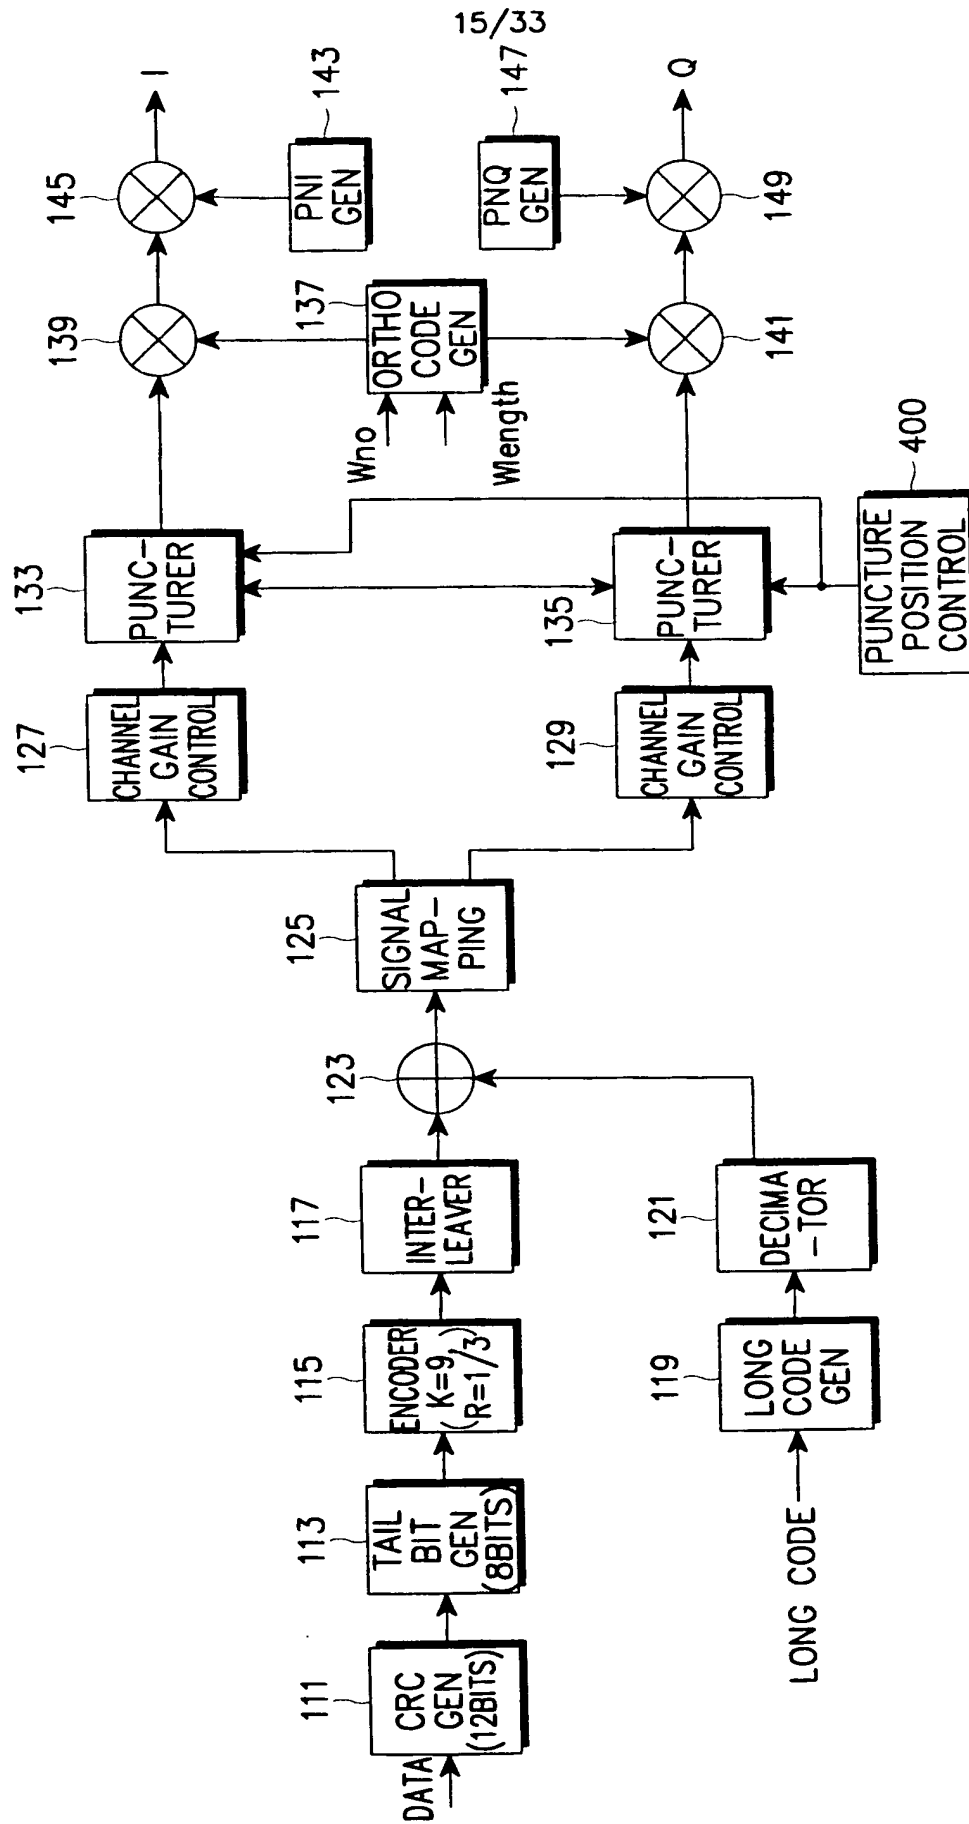 15/33
DATA
111
CRC
GEN
(12BITS)
113
TAIL
BIT
GEN
(8BITS)
115
ENCODER
K=9
(R=1/3)
117
INTER-
LEAVER
LONG CODE
119
LONG
CODE
GEN
121
DECIMA
-TOR
123
125
SIGNAL
MAP-
PING
127
CHANNEL
GAIN
CONTROL
129
CHANNEL
GAIN
CONTROL
133
PUNC-
TURER
135
PUNC-
TURER
400
PUNCTURE
POSITION
CONTROL
Wno
Wlength
137
ORTHO
CODE
GEN
139
141
143
PNI
GEN
145
I
147
PNQ
GEN
149
Q